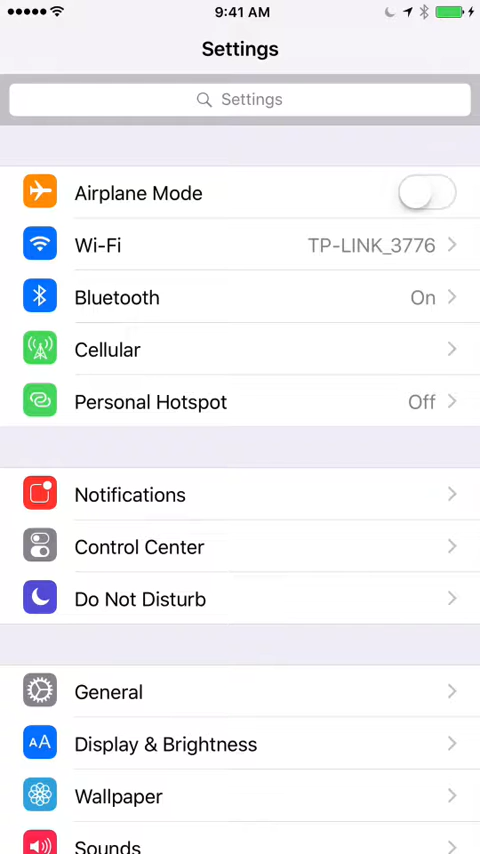 9:41 AM
Settings
Settings
Airplane Mode
Wi-Fi TP-LINK_3776
Bluetooth On
Cellular
Personal Hotspot Off
Notifications
Control Center
Do Not Disturb
General
AA Display & Brightness
Wallpaper
Sounds